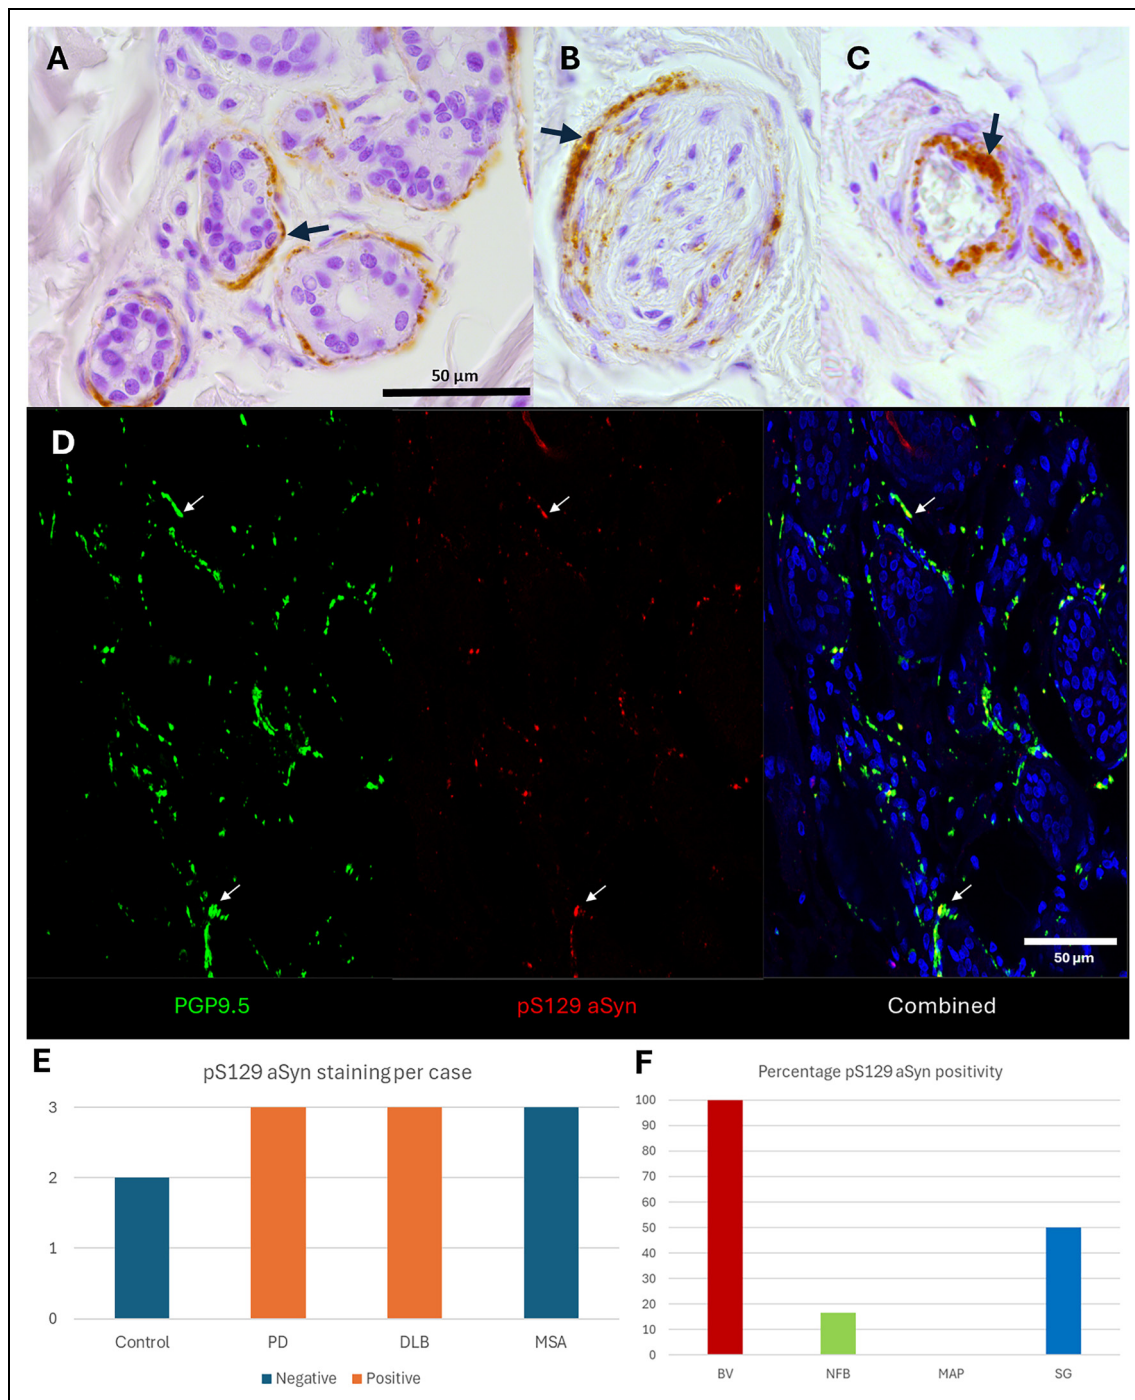 A
B
C
50 μm
D
50 μm
PGP9.5
pS129 aSyn
Combined
E
pS129 aSyn staining per case
3
2
1
0
Control
PD
DLB
MSA
Negative
Positive
F
Percentage pS129 aSyn positivity
100
90
80
70
60
50
40
30
20
10
0
BV
NFB
MAP
SG